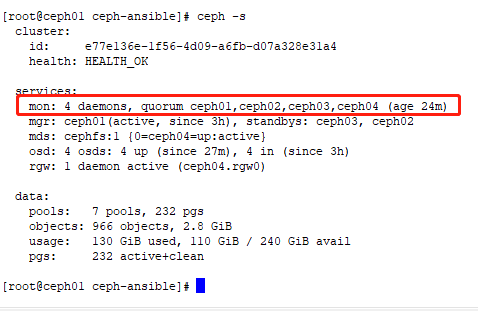 [root@ceph01 ceph-ansible]# ceph -s
  cluster:
    id:     e77e136e-1f56-4d09-a6fb-d07a328e31a4
    health: HEALTH_OK

  services:
    mon: 4 daemons, quorum ceph01,ceph02,ceph03,ceph04 (age 24m)
    mgr: ceph01(active, since 3h), standbys: ceph03, ceph02
    mds: cephfs:1 {0=ceph04=up:active}
    osd: 4 osds: 4 up (since 27m), 4 in (since 3h)
    rgw: 1 daemon active (ceph04.rgw0)

  data:
    pools:   7 pools, 232 pgs
    objects: 966 objects, 2.8 GiB
    usage:   130 GiB used, 110 GiB / 240 GiB avail
    pgs:     232 active+clean

[root@ceph01 ceph-ansible]#